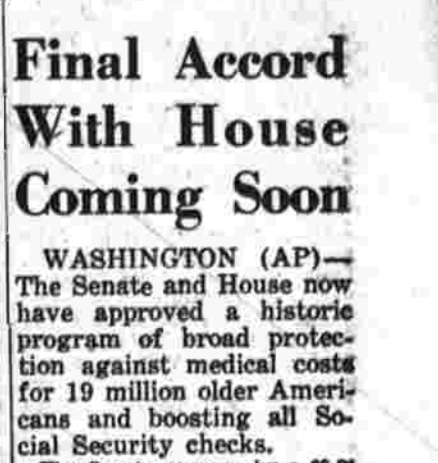 Final Accord
With House
Coming Soon
WASHINGTON (AP)—
The Senate and House now
have approved a historic
program of broad protec-
tion against medical costs
for 19 million older Ameri-
cans and boosting all So-
cial Security checks.